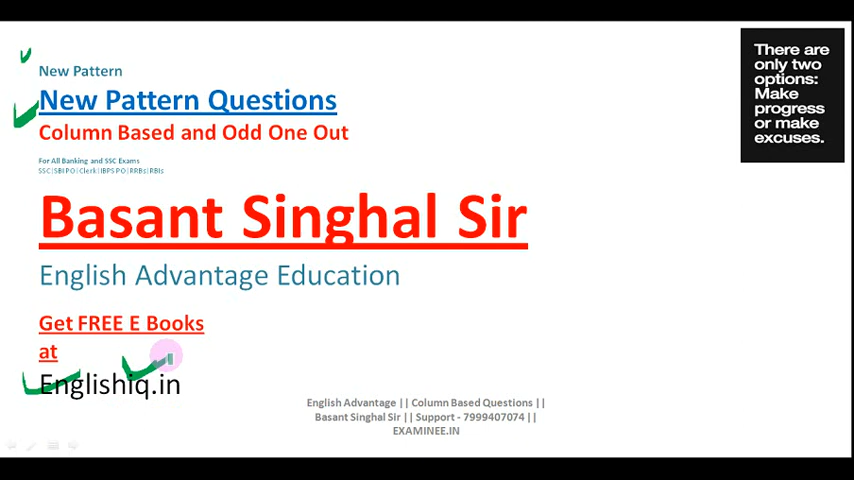 New Pattern
New Pattern Questions
Column Based and Odd One Out
For All Banking and SSC Exams
SSC|SBI PO|Clerk|IBPS PO|RRBs|RBIs
Basant Singhal Sir
English Advantage Education
Get FREE E Books
at
Englishiq.in
There are
only two
options:
Make
progress
or make
excuses.
English Advantage || Column Based Questions ||
Basant Singhal Sir || Support - 7999407074 ||
EXAMINEE.IN